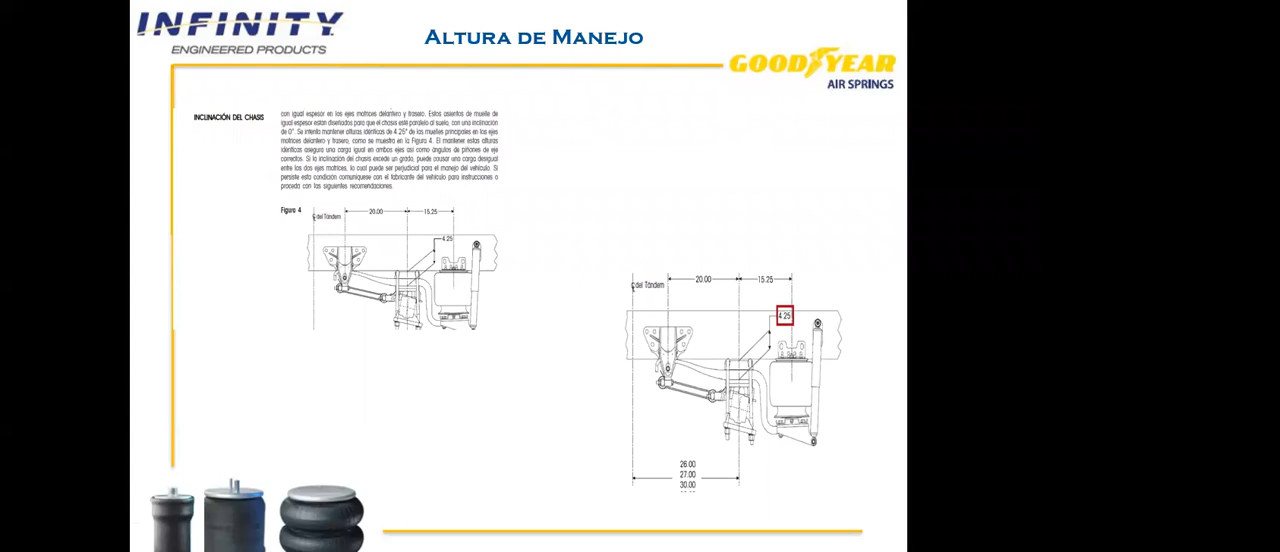 INFINITY
ENGINEERED PRODUCTS
ALTURA DE MANEJO
GOODYEAR
AIR SPRINGS
INCLINACIÓN DEL CHASIS
con igual espesor en los ejes matrices delantero y trasero. Estos asientos de muelle de
igual espesor están diseñados para que el chasis esté paralelo al suelo, con una inclinación
de 0°. Se intenta mantener alturas idénticas de 4.25" de los muelles principales en los ejes
matrices delantero y trasero, como se muestra en la Figura 4. El mantener estas alturas
idénticas asegura una carga igual en ambos ejes así como ángulos de piñones de eje
correctos. Si la inclinación del chasis excede un grado, puede causar una carga desigual
entre los dos ejes matrices, lo cual puede ser perjudicial para el manejo del vehículo. Si
persiste esta condición comuníquese con el fabricante del vehículo para instrucciones o
proceda con las siguientes recomendaciones.
Figura 4
del Tándem
20.00
15.25
4.25
del Tándem
20.00
15.25
4.25
26.00
27.00
30.00